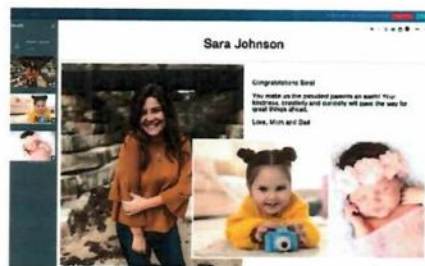 Sara Johnson
Congratulations Sara!
You make us the proudest parents on earth! Your
kindness, creativity and curiosity will pave the way for
great things ahead.
Love, Mom and Dad